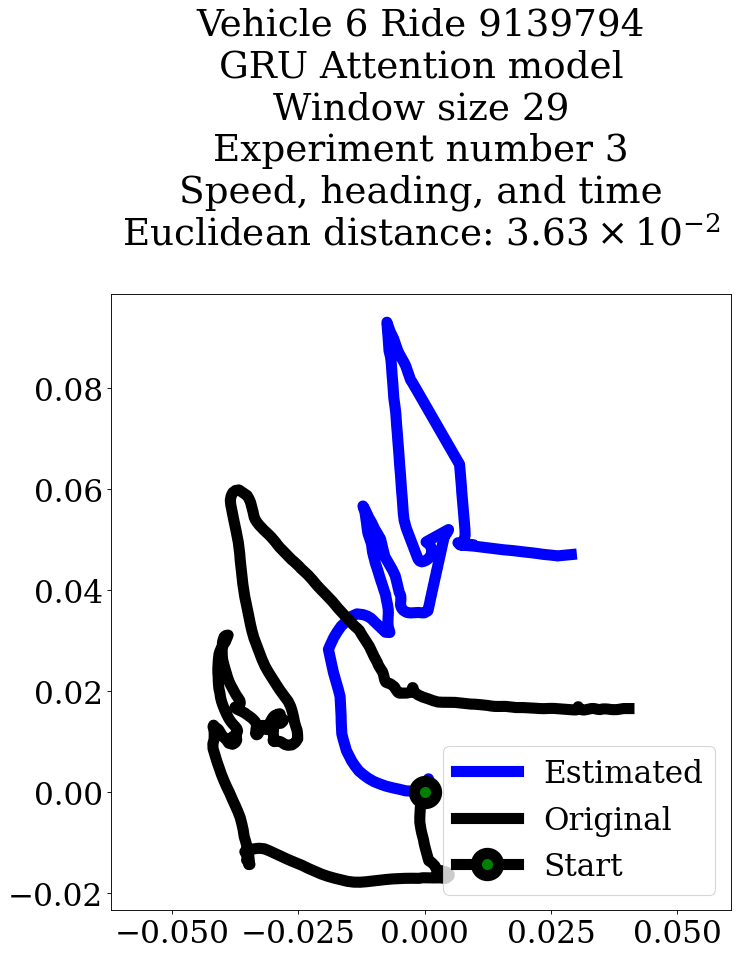 Vehicle 6 Ride 9139794
GRU Attention model
Window size 29
Experiment number 3
Speed, heading, and time
Euclidean distance: 3.63 × 10⁻²
0.08
0.06
0.04
0.02
0.00
−0.02
Estimated
Original
Start
−0.050 −0.025 0.000 0.025 0.050